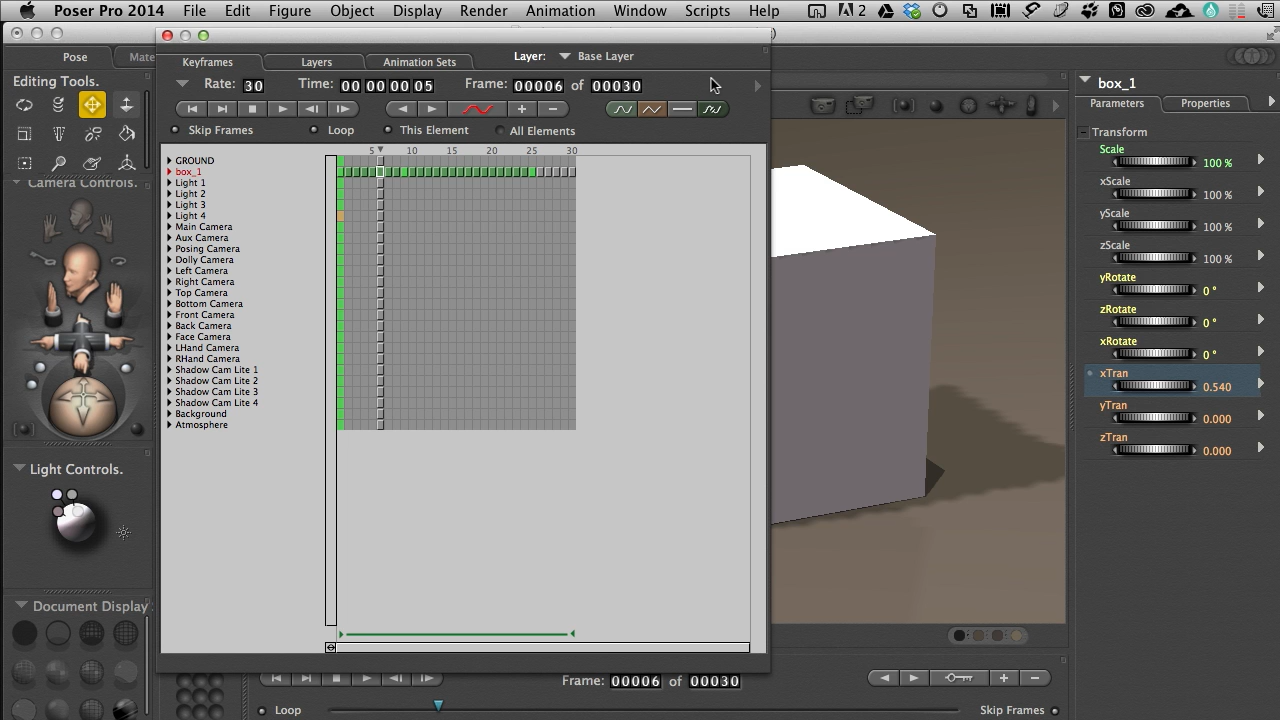 Poser Pro 2014 File Edit Figure Object Display Render Animation Window Scripts Help 2
Pose Mate
Editing Tools.
Camera Controls.
Light Controls.
Document Display
Keyframes Layers Animation Sets Layer: Base Layer
Rate: 30 Time: 00 00 00 05 Frame: 00006 of 00030
Skip Frames Loop This Element All Elements
5 10 15 20 25 30
GROUND
box_1
Light 1
Light 2
Light 3
Light 4
Main Camera
Aux Camera
Posing Camera
Dolly Camera
Left Camera
Right Camera
Top Camera
Bottom Camera
Front Camera
Back Camera
Face Camera
LHand Camera
RHand Camera
Shadow Cam Lite 1
Shadow Cam Lite 2
Shadow Cam Lite 3
Shadow Cam Lite 4
Background
Atmosphere
box_1
Parameters Properties
Transform
Scale
100 %
xScale
100 %
yScale
100 %
zScale
100 %
yRotate
0 °
zRotate
0 °
xRotate
0 °
xTran
0.540
yTran
0.000
zTran
0.000
Frame: 00006 of 00030
Loop Skip Frames